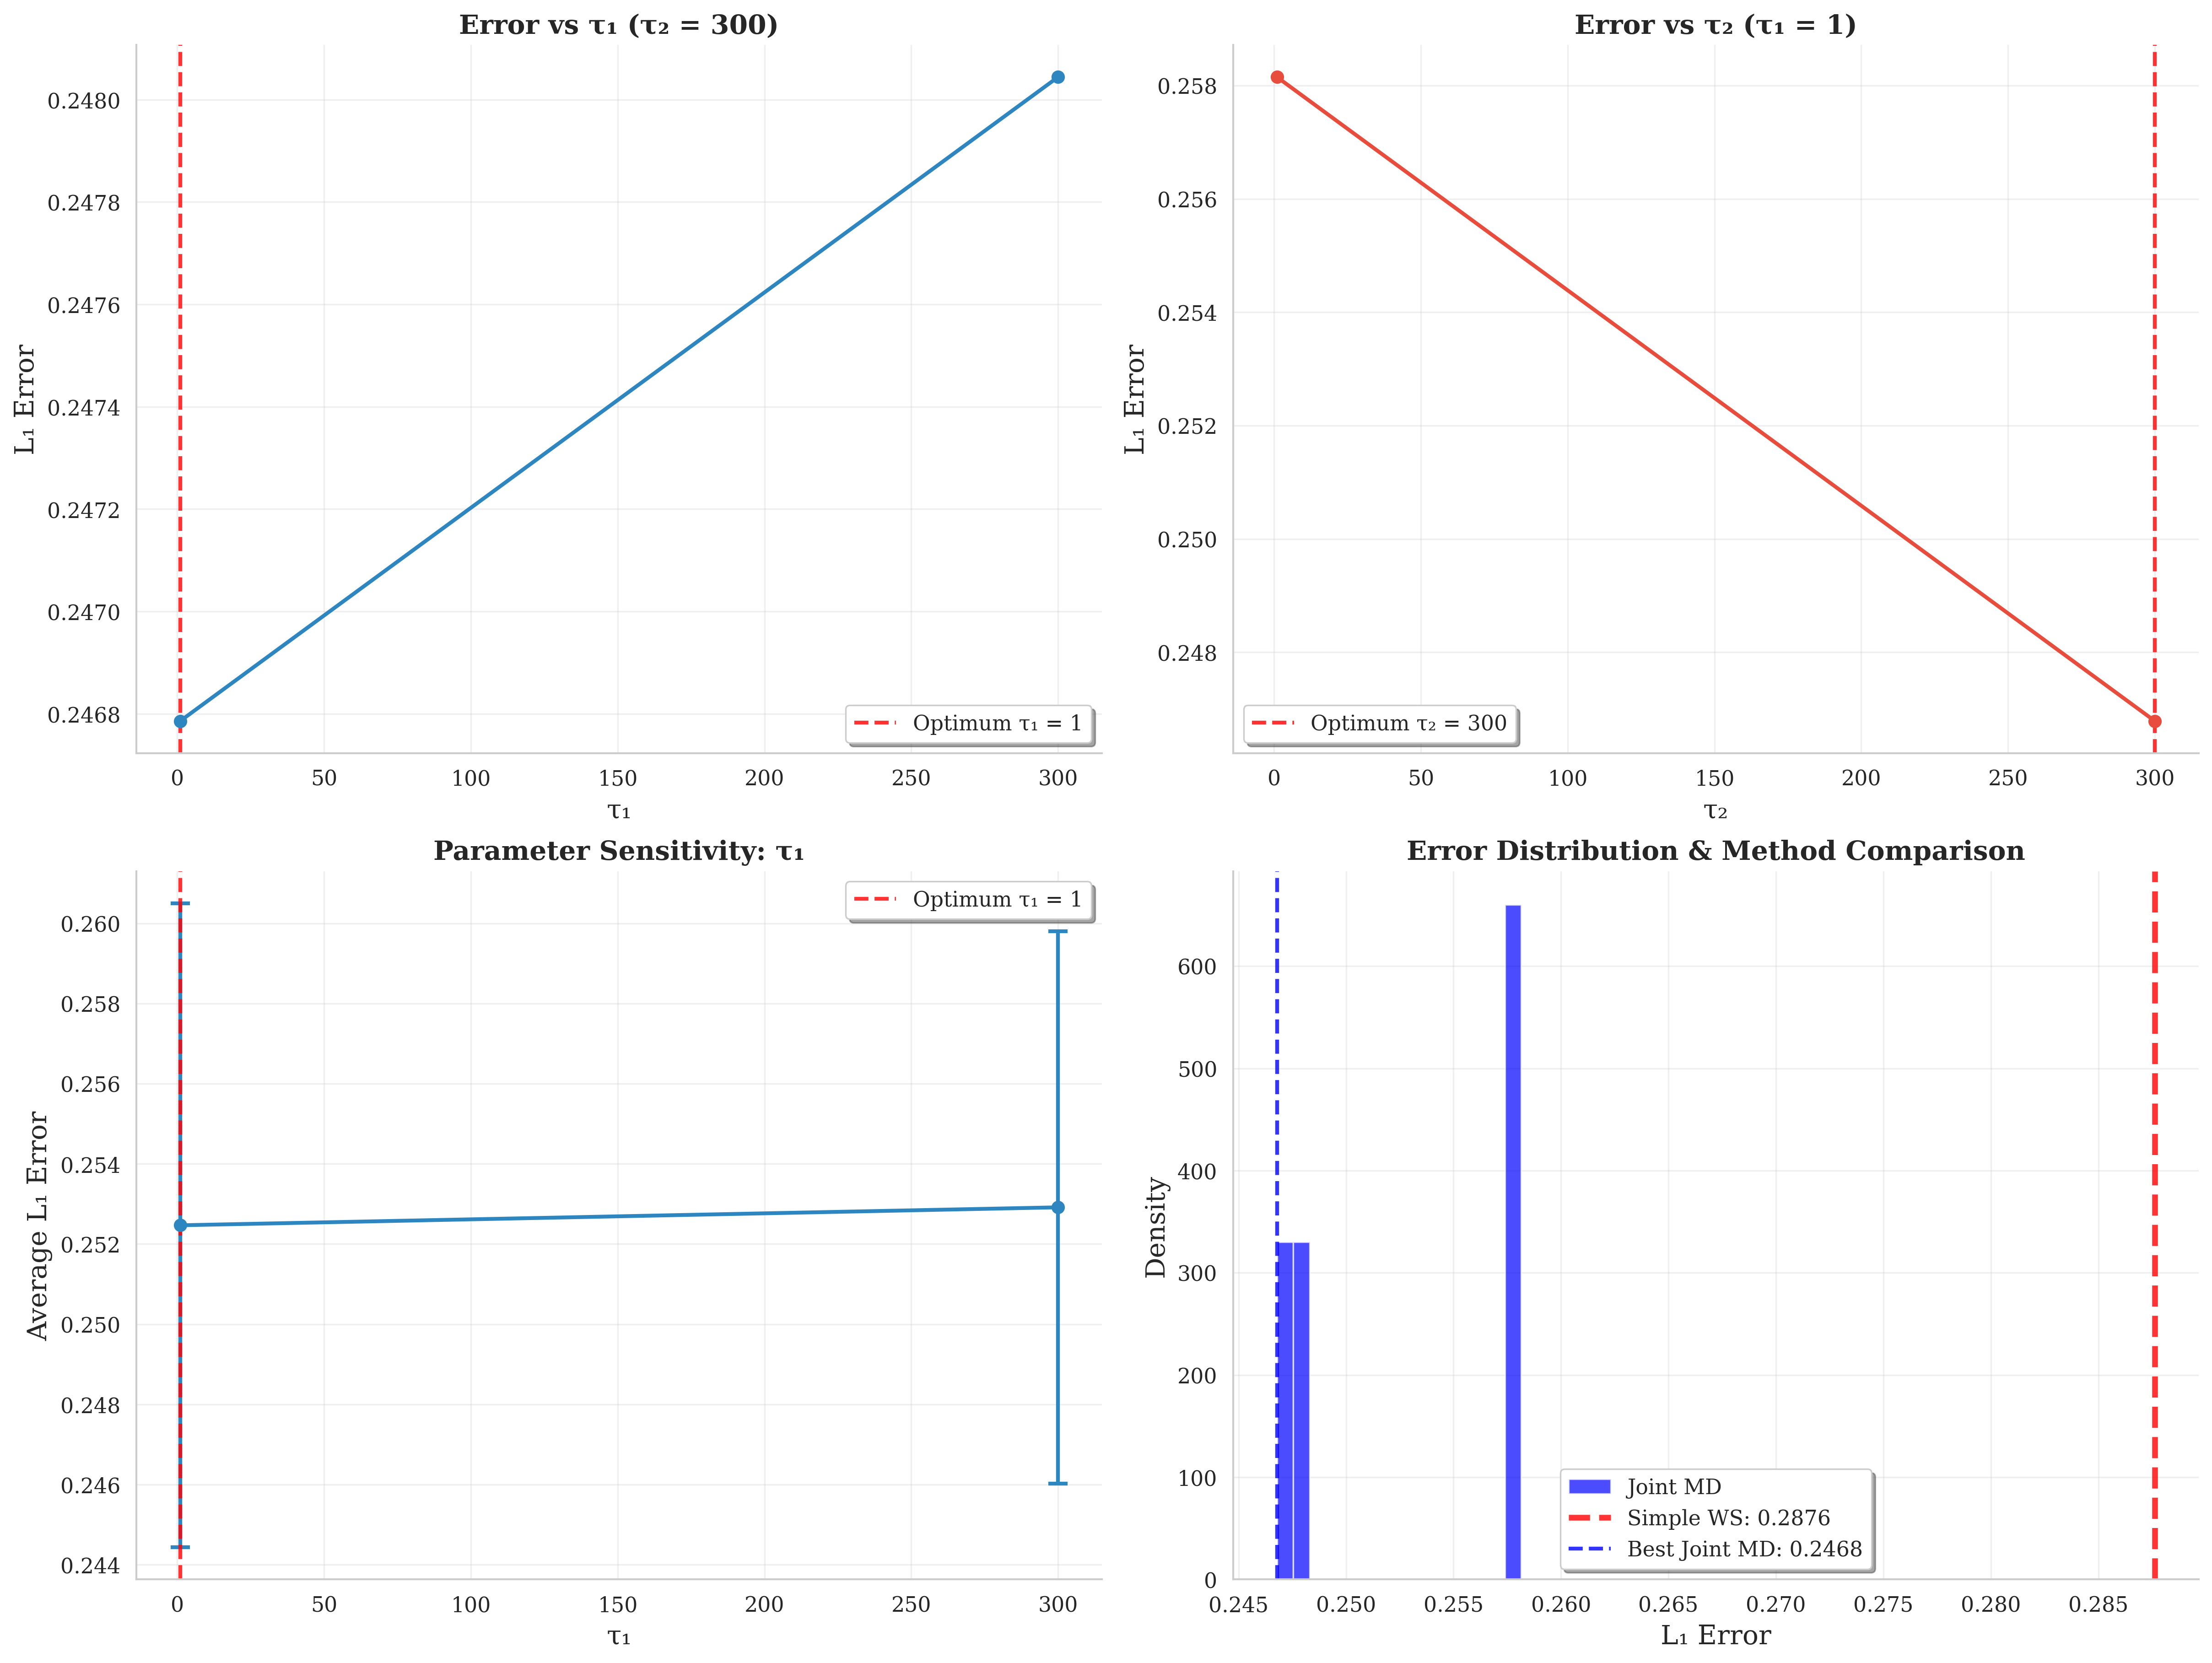 Error vs τ₁ (τ₂ = 300)
0.2480
0.2478
0.2476
0.2474
0.2472
0.2470
0.2468
L₁ Error
0 50 100 150 200 250 300
τ₁
Optimum τ₁ = 1
Error vs τ₂ (τ₁ = 1)
0.258
0.256
0.254
0.252
0.250
0.248
L₁ Error
0 50 100 150 200 250 300
τ₂
Optimum τ₂ = 300
Parameter Sensitivity: τ₁
0.260
0.258
0.256
0.254
0.252
0.250
0.248
0.246
0.244
Average L₁ Error
0 50 100 150 200 250 300
τ₁
Optimum τ₁ = 1
Error Distribution & Method Comparison
600
500
400
300
200
100
0
Density
0.245 0.250 0.255 0.260 0.265 0.270 0.275 0.280 0.285
L₁ Error
Joint MD
Simple WS: 0.2876
Best Joint MD: 0.2468